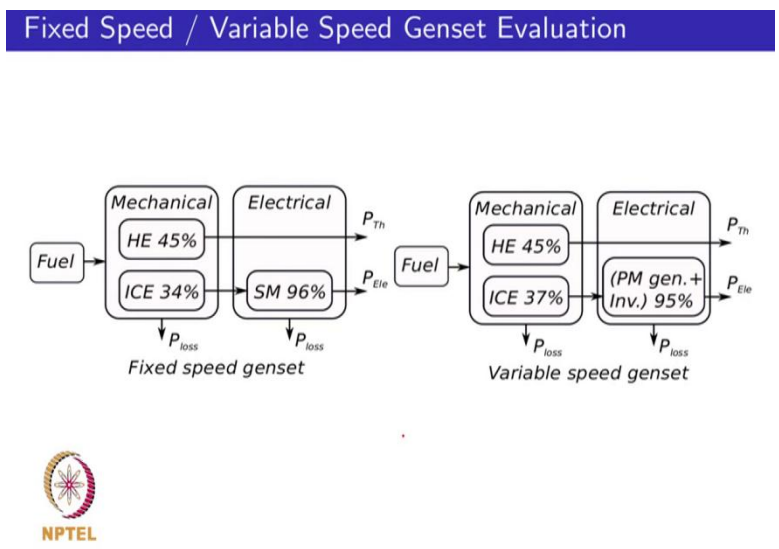 Fixed Speed / Variable Speed Genset Evaluation
Mechanical
Electrical
HE 45%
P_Th
Fuel
ICE 34%
SM 96%
P_Ele
P_loss
P_loss
Fixed speed genset
Mechanical
Electrical
HE 45%
P_Th
Fuel
ICE 37%
(PM gen.+
Inv.) 95%
P_Ele
P_loss
P_loss
Variable speed genset
NPTEL